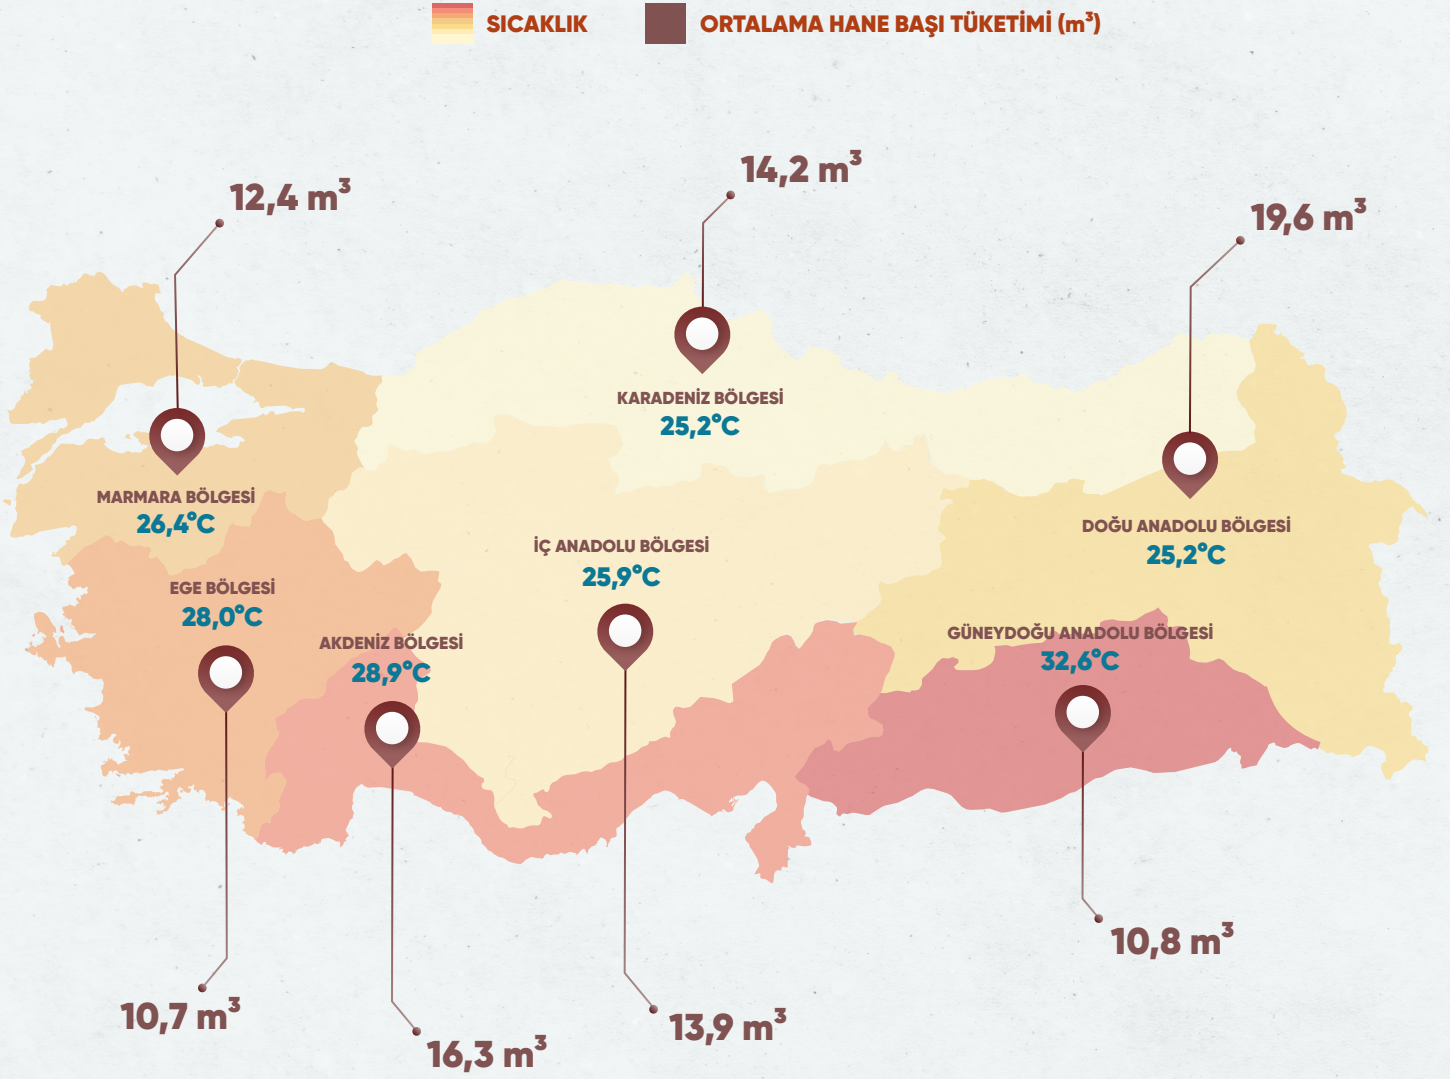 SICAKLIK
ORTALAMA HANE BAŞI TÜKETİMİ (m³)
14,2 m³
12,4 m³
19,6 m³
KARADENİZ BÖLGESİ
25,2°C
MARMARA BÖLGESİ
26,4°C
DOĞU ANADOLU BÖLGESİ
25,2°C
İÇ ANADOLU BÖLGESİ
25,9°C
EGE BÖLGESİ
28,0°C
AKDENİZ BÖLGESİ
28,9°C
GÜNEYDOĞU ANADOLU BÖLGESİ
32,6°C
10,8 m³
10,7 m³
13,9 m³
16,3 m³